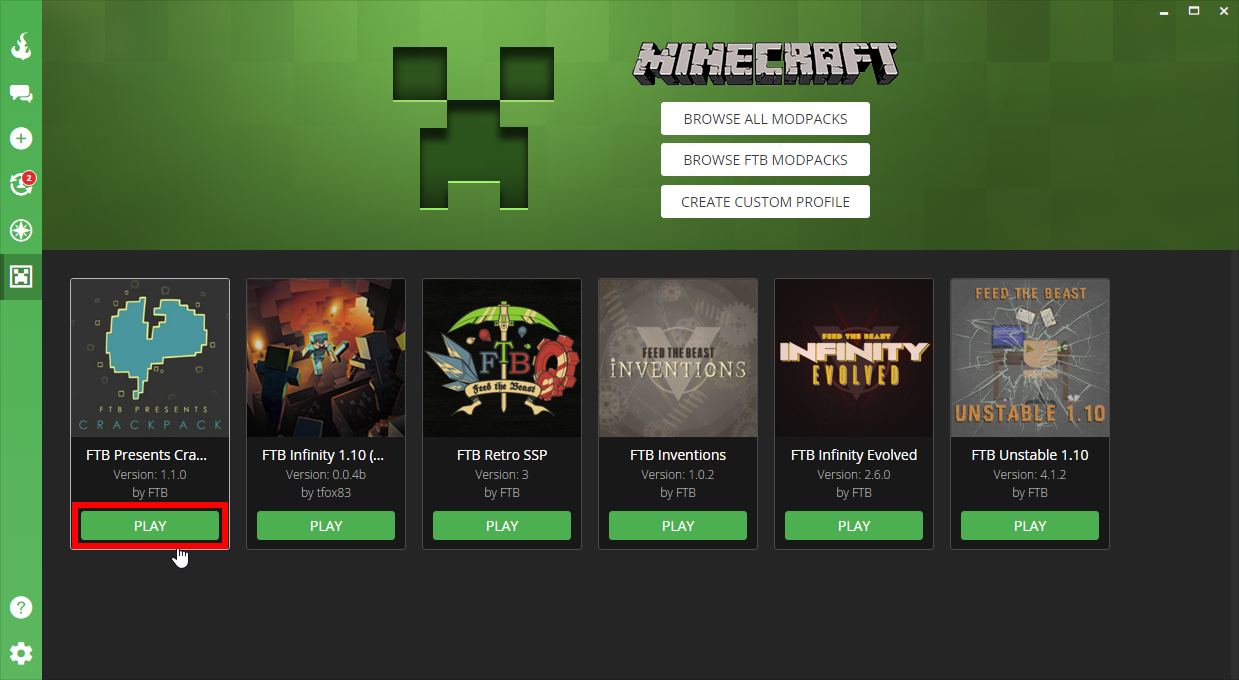 2
MINECRAFT
BROWSE ALL MODPACKS
BROWSE FTB MODPACKS
CREATE CUSTOM PROFILE
FTB PRESENTS
CRACKPACK
FTB Presents Cra...
Version: 1.1.0
by FTB
PLAY
FTB Infinity 1.10 (...
Version: 0.0.4b
by tfox83
PLAY
FTB
Feed the Beast
FTB Retro SSP
Version: 3
by FTB
PLAY
FEED THE BEAST
INVENTIONS
FTB Inventions
Version: 1.0.2
by FTB
PLAY
FEED THE BEAST
INFINITY
EVOLVED
FTB Infinity Evolved
Version: 2.6.0
by FTB
PLAY
FEED THE BEAST
UNSTABLE 1.10
FTB Unstable 1.10
Version: 4.1.2
by FTB
PLAY
?